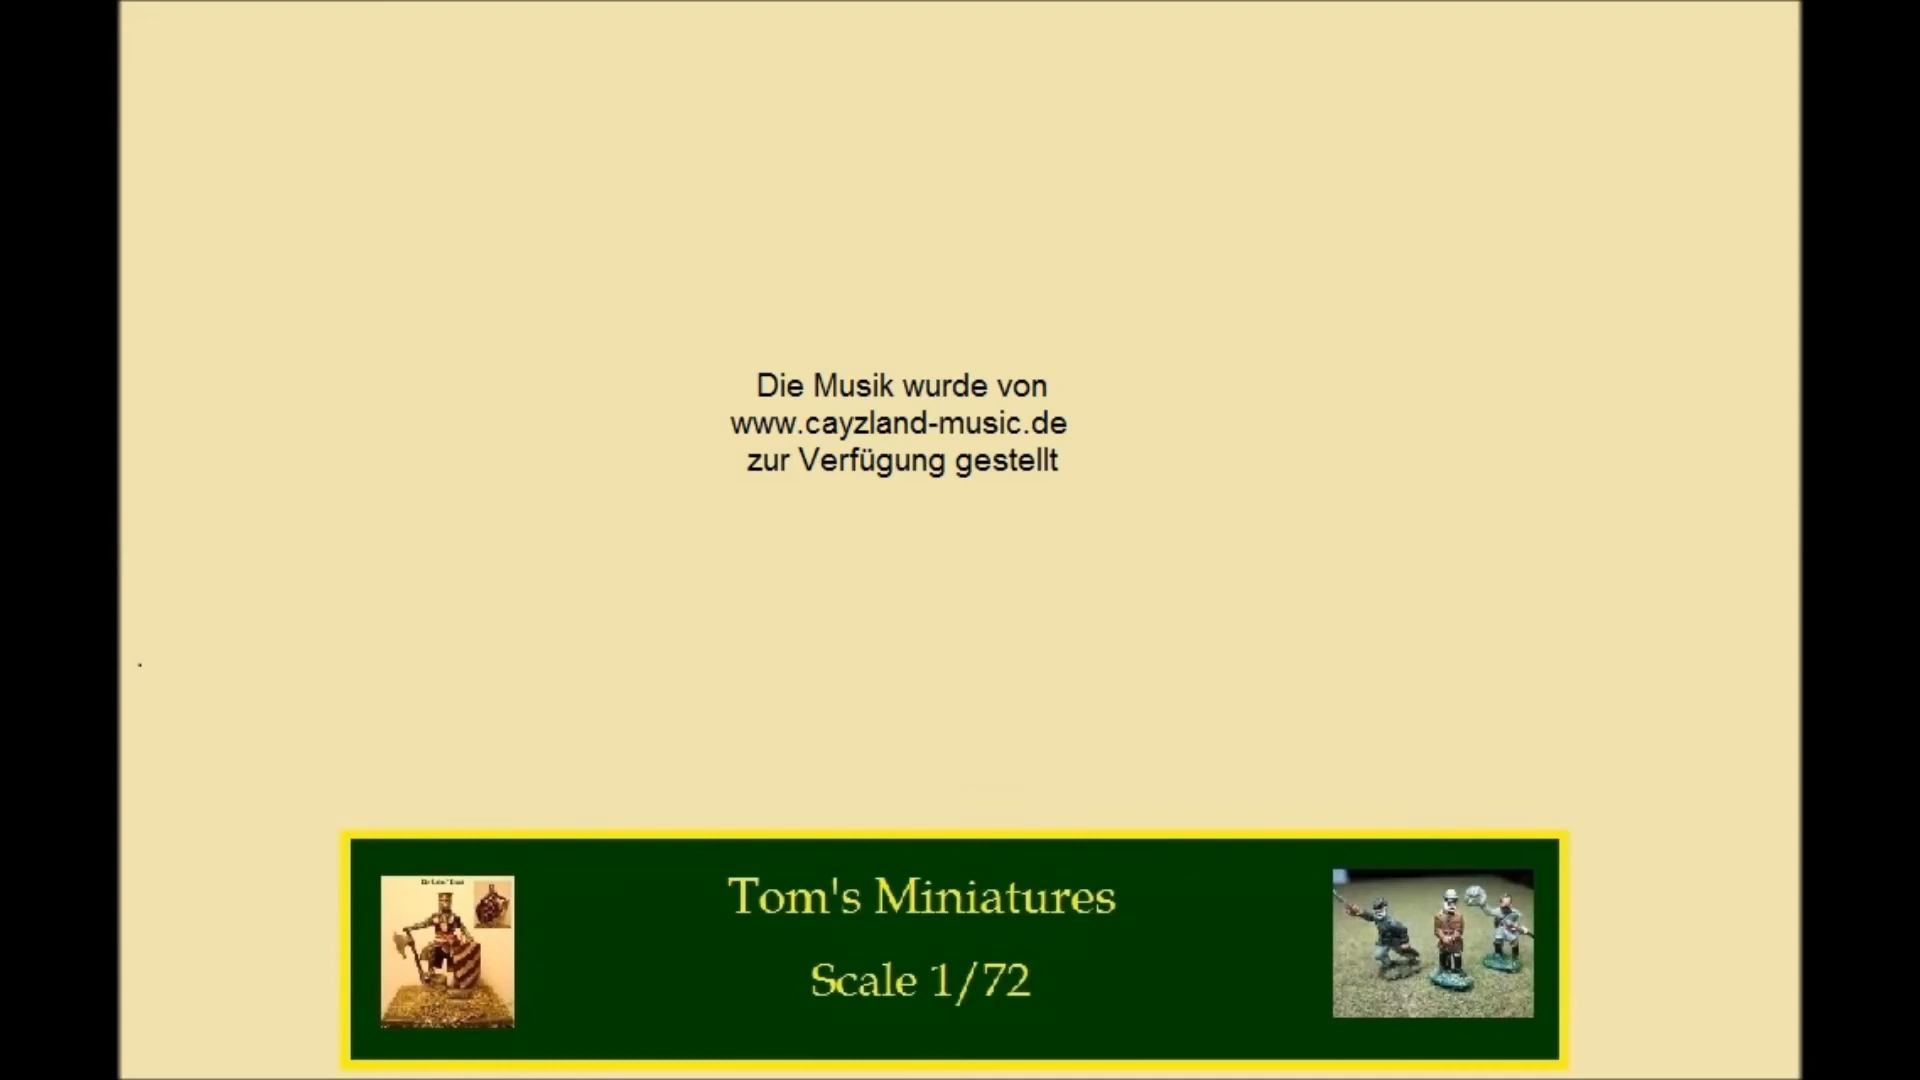 Die Musik wurde von
www.cayzland-music.de
zur Verfügung gestellt
Tom's Miniatures
Scale 1/72